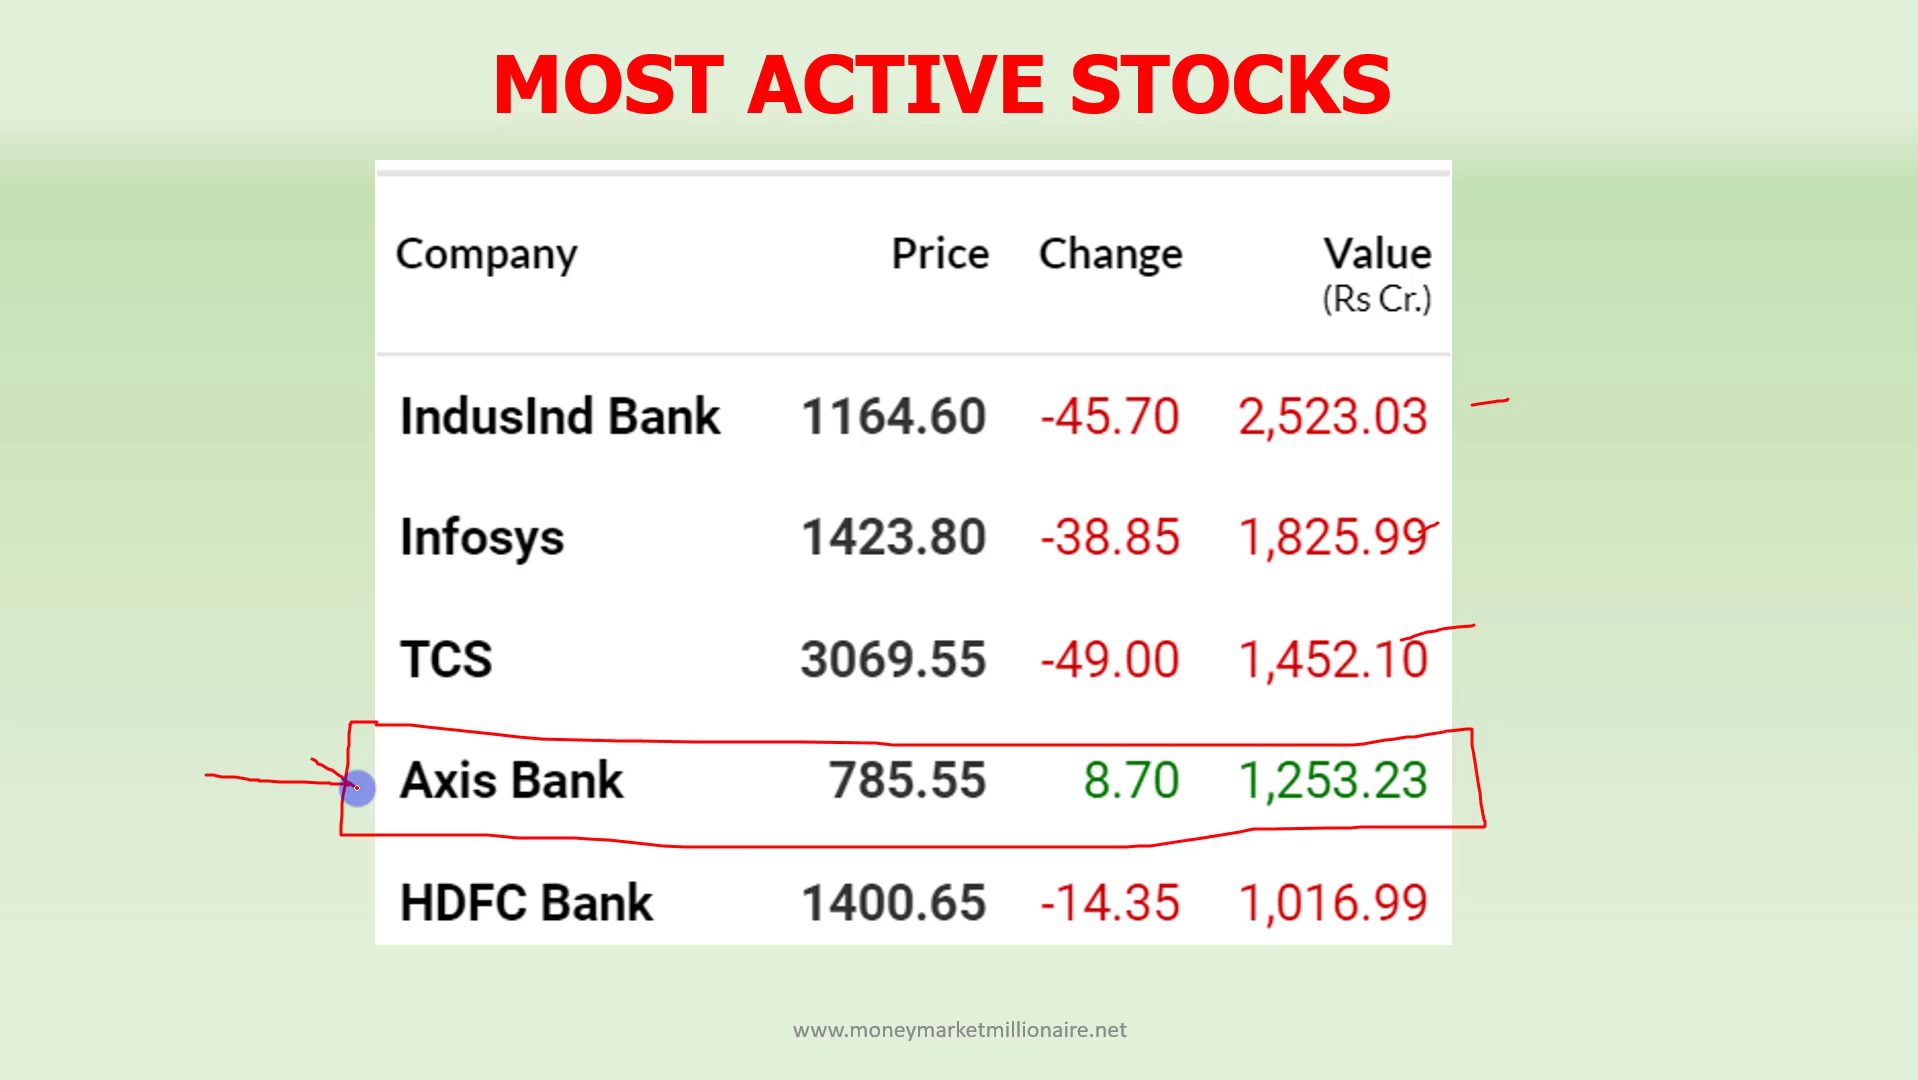 MOST ACTIVE STOCKS
Company Price Change Value
(Rs Cr.)
IndusInd Bank 1164.60 -45.70 2,523.03
Infosys 1423.80 -38.85 1,825.99
TCS 3069.55 -49.00 1,452.10
Axis Bank 785.55 8.70 1,253.23
HDFC Bank 1400.65 -14.35 1,016.99
www.moneymarketmillionaire.net